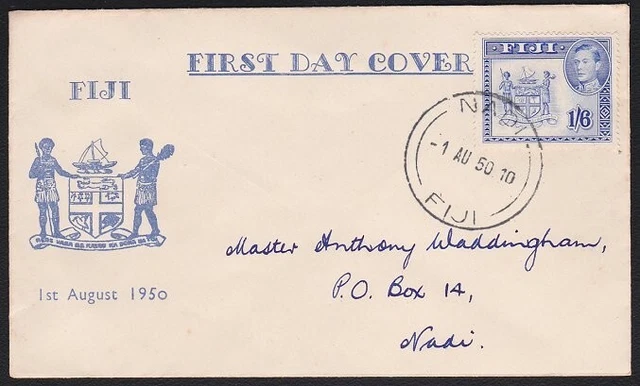 FIRST DAY COVER
FIJI
FIJI
1/6
NADI
-1 AU 50.10
FIJI
Master Anthony Waddingham,
P.O. Box 14,
Nadi.
1st August 1950